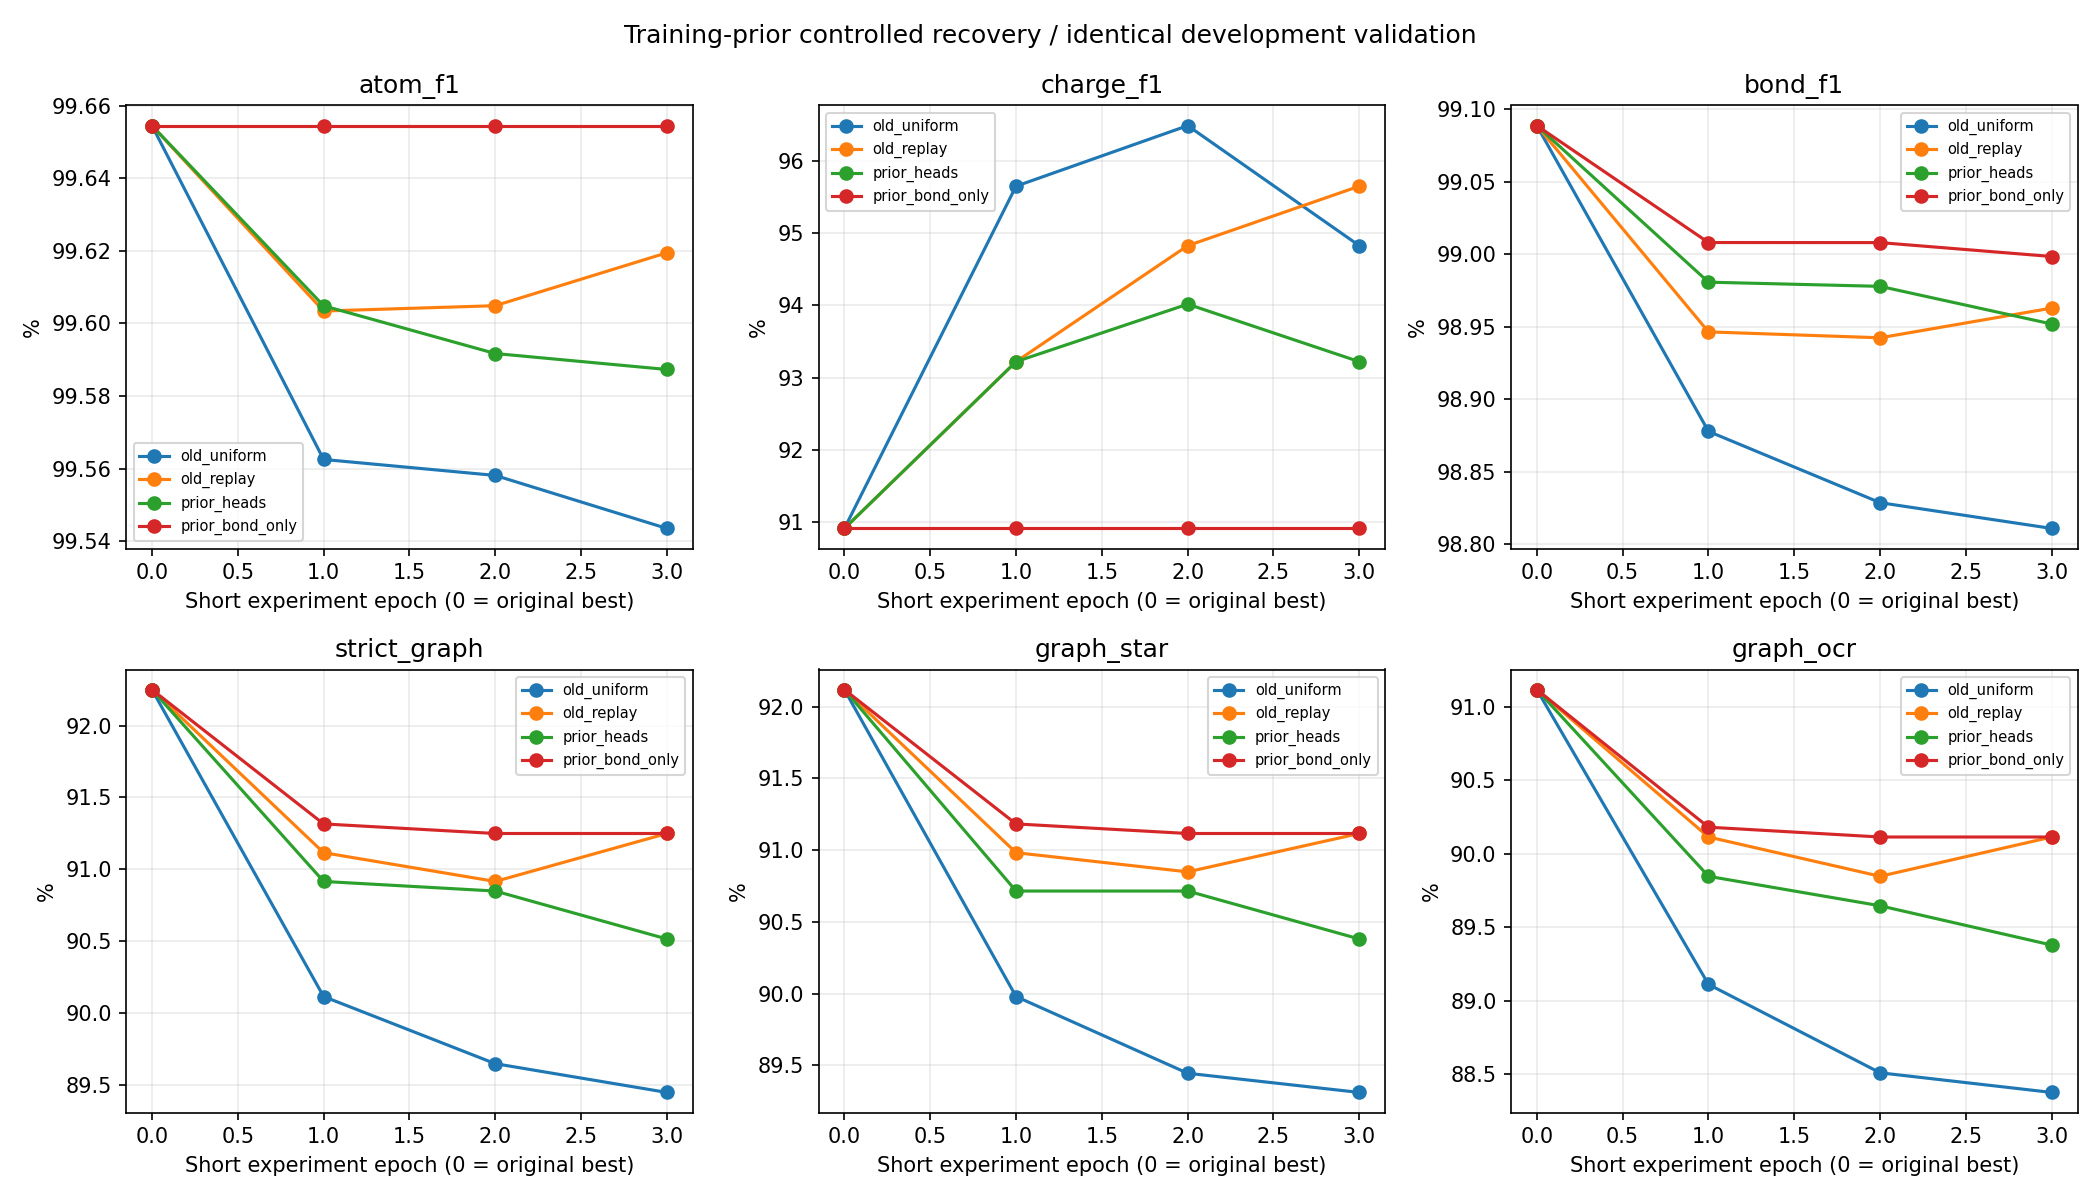 Training-prior controlled recovery / identical development validation
atom_f1
99.66
99.64
99.62
99.60
99.58
99.56
99.54
%
old_uniform
old_replay
prior_heads
prior_bond_only
0.0 0.5 1.0 1.5 2.0 2.5 3.0
Short experiment epoch (0 = original best)
charge_f1
96
95
94
93
92
91
%
old_uniform
old_replay
prior_heads
prior_bond_only
0.0 0.5 1.0 1.5 2.0 2.5 3.0
Short experiment epoch (0 = original best)
bond_f1
99.10
99.05
99.00
98.95
98.90
98.85
98.80
%
old_uniform
old_replay
prior_heads
prior_bond_only
0.0 0.5 1.0 1.5 2.0 2.5 3.0
Short experiment epoch (0 = original best)
strict_graph
92.0
91.5
91.0
90.5
90.0
89.5
%
old_uniform
old_replay
prior_heads
prior_bond_only
0.0 0.5 1.0 1.5 2.0 2.5 3.0
Short experiment epoch (0 = original best)
graph_star
92.0
91.5
91.0
90.5
90.0
89.5
%
old_uniform
old_replay
prior_heads
prior_bond_only
0.0 0.5 1.0 1.5 2.0 2.5 3.0
Short experiment epoch (0 = original best)
graph_ocr
91.0
90.5
90.0
89.5
89.0
88.5
%
old_uniform
old_replay
prior_heads
prior_bond_only
0.0 0.5 1.0 1.5 2.0 2.5 3.0
Short experiment epoch (0 = original best)